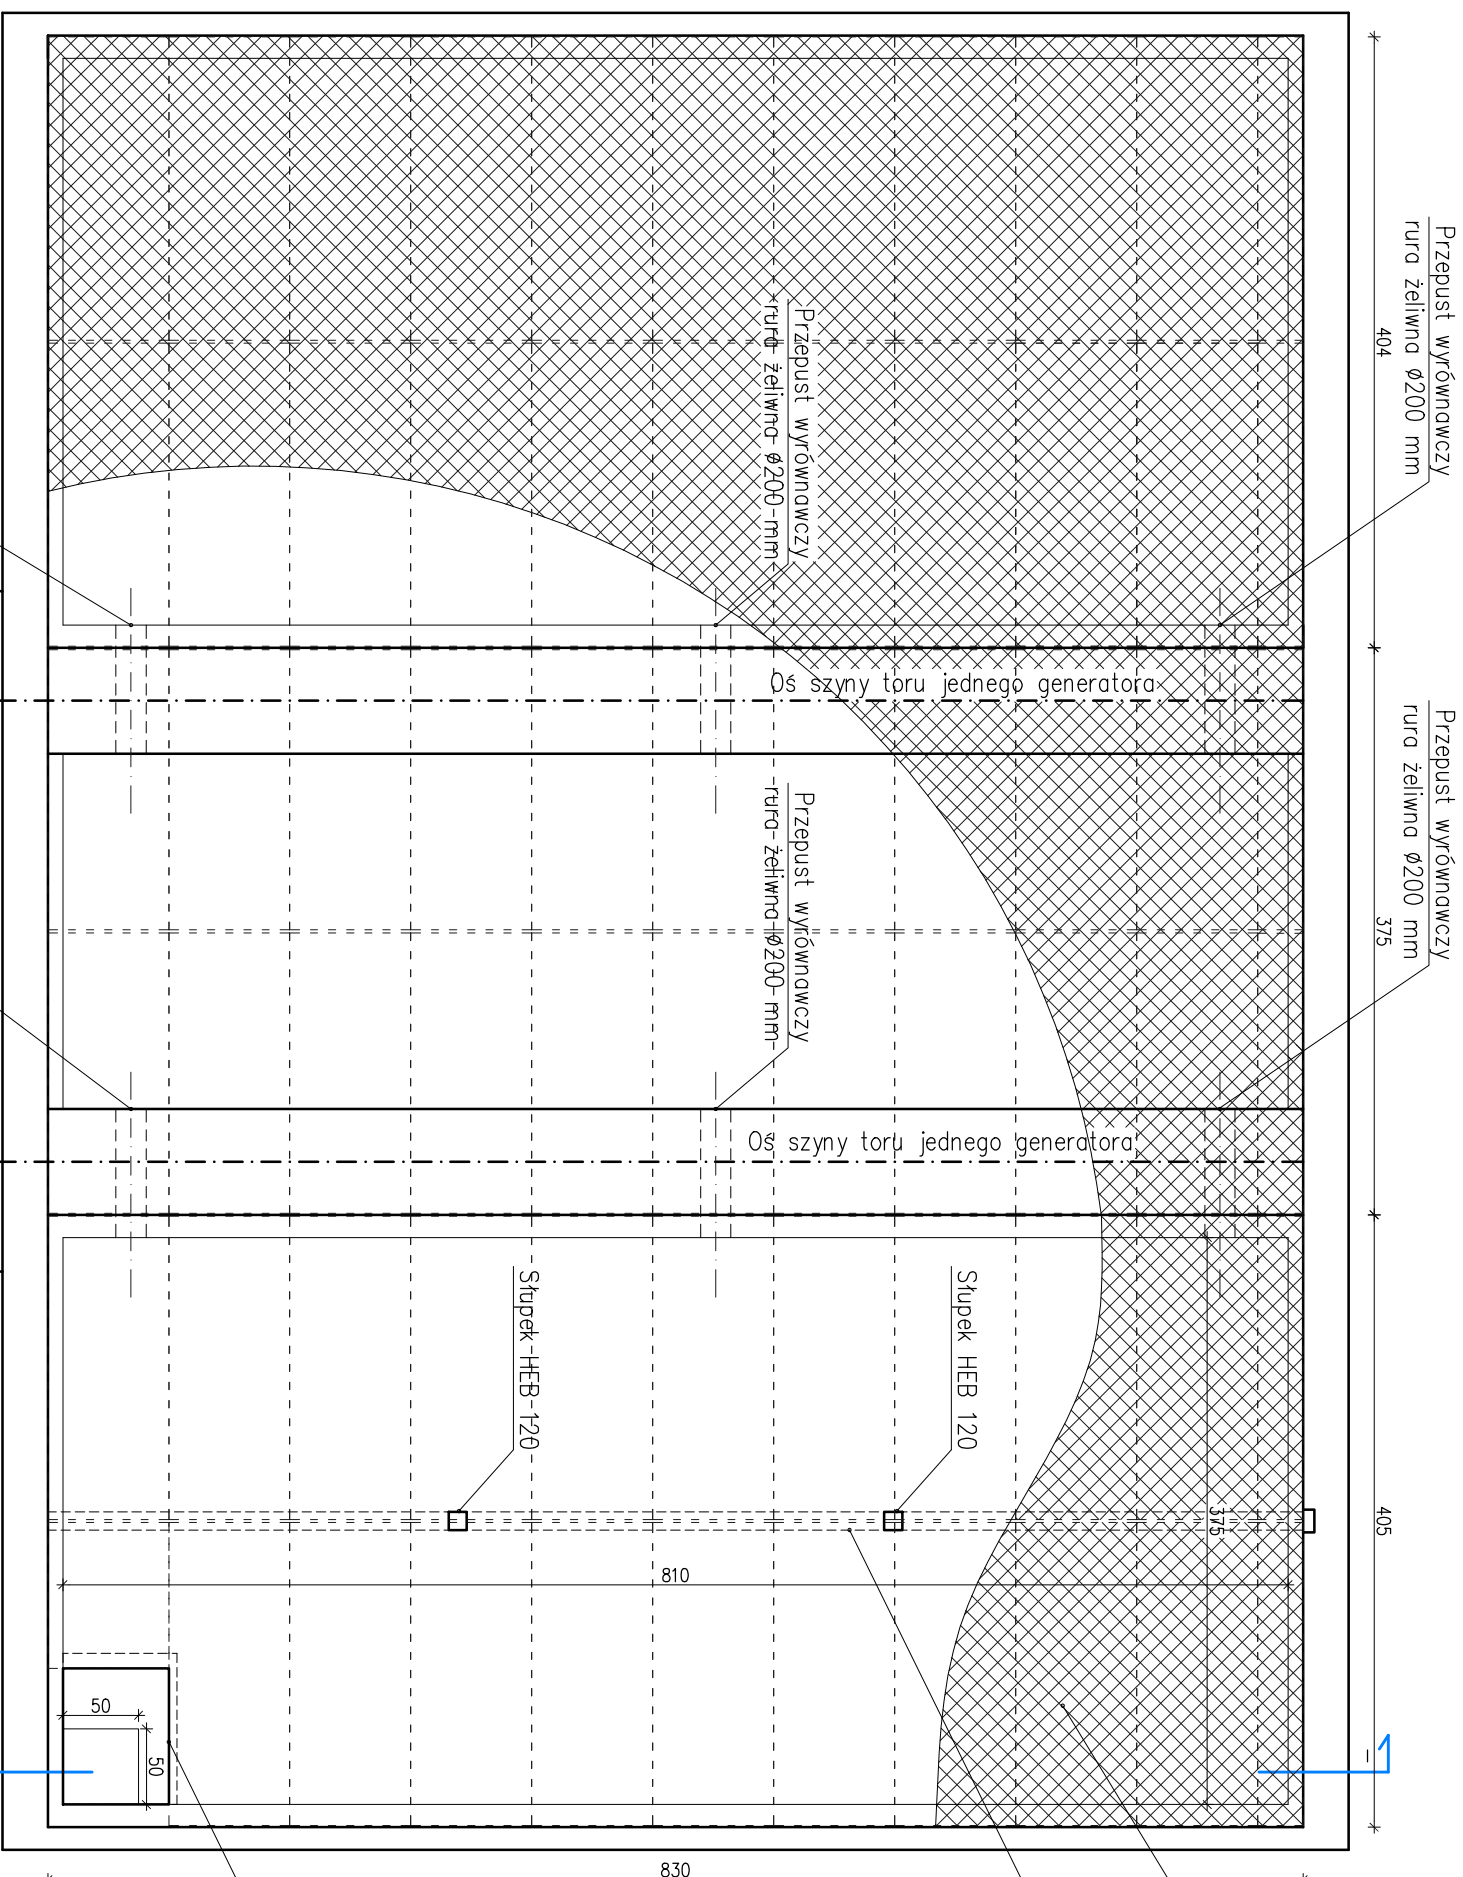 Przepust wyrównawczy
rura żeliwna Ø200 mm
404
Przepust wyrównawczy
rura żeliwna Ø200 mm
Oś szyny toru jednego generatora
Przepust wyrównawczy
rura żeliwna Ø200 mm
375
Przepust wyrównawczy
rura żeliwna Ø200 mm
Oś szyny toru jednego generatora
Słupek HEB 120
Słupek HEB 120
405
375
810
50
50
1
830